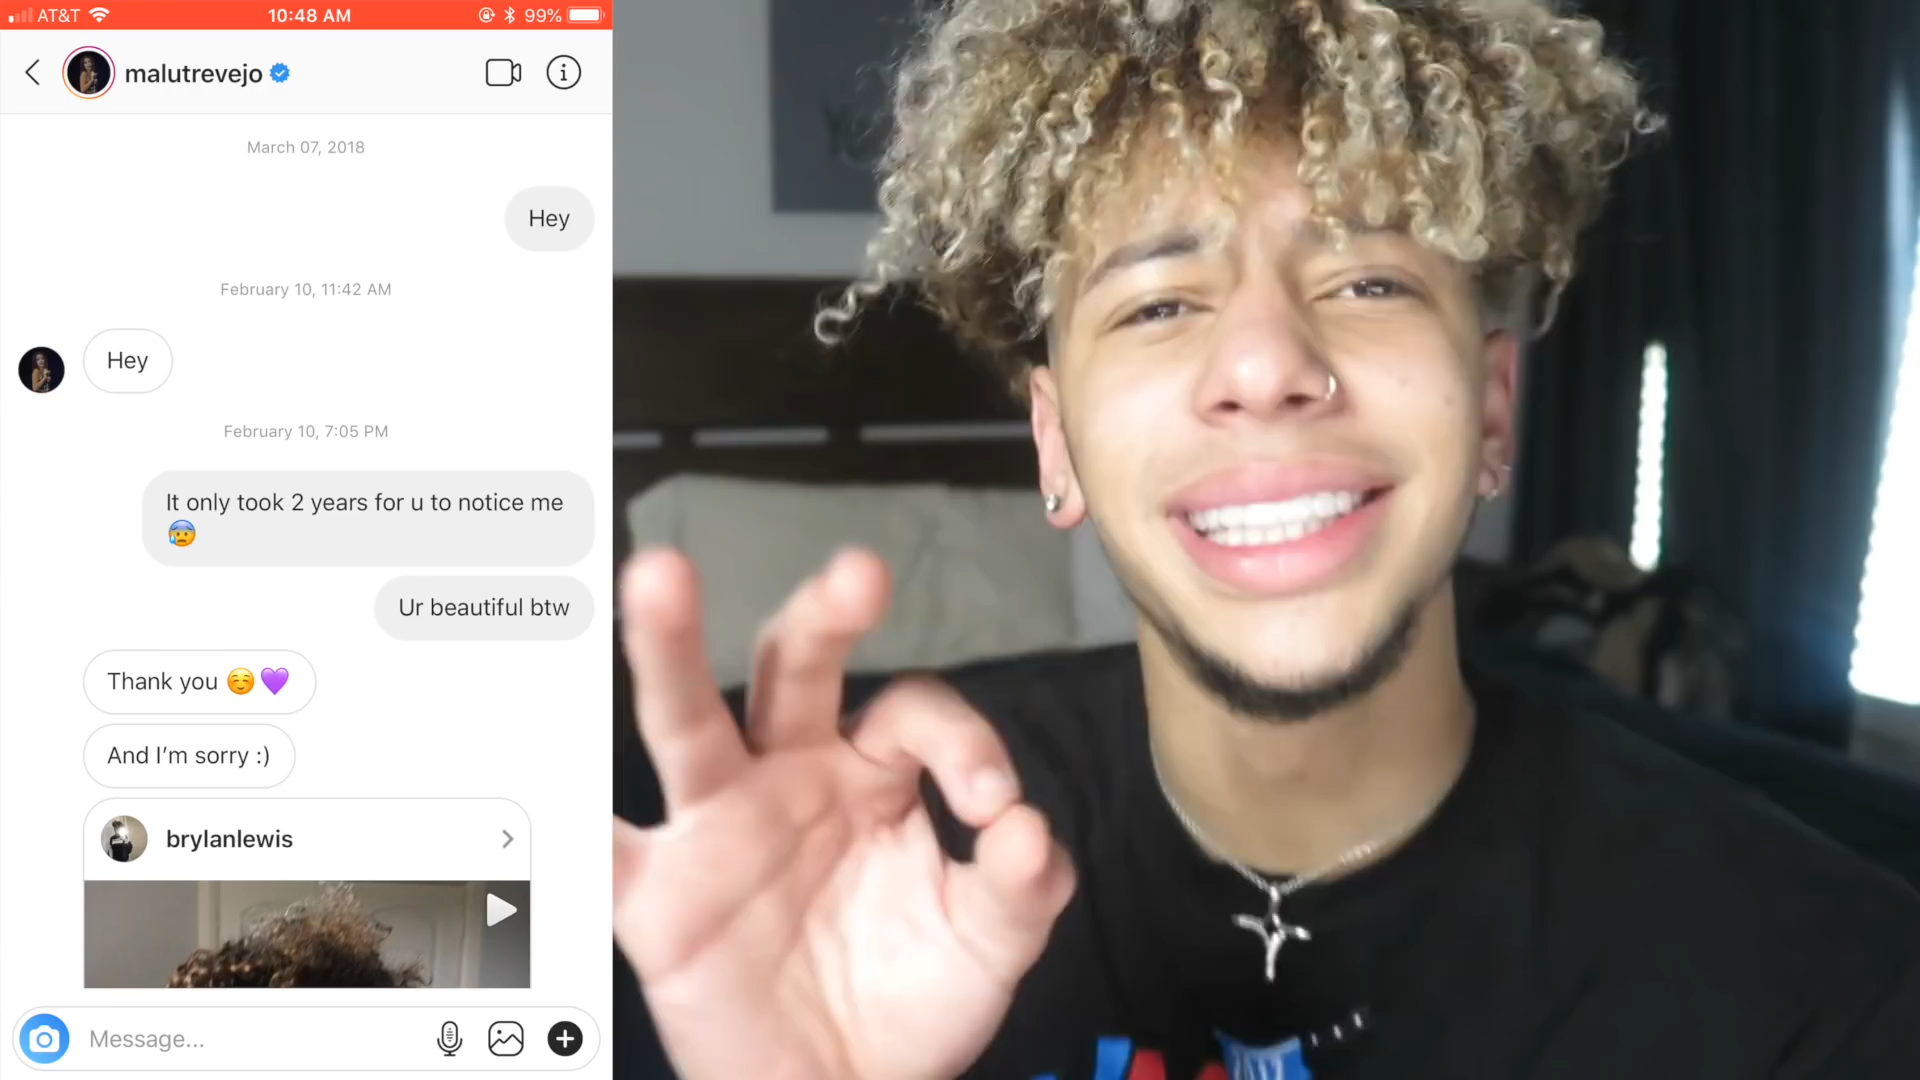 AT&T 10:48 AM 99%
malutrevejo
March 07, 2018
Hey
February 10, 11:42 AM
Hey
February 10, 7:05 PM
It only took 2 years for u to notice me
😰
Ur beautiful btw
Thank you ☺️💜
And I’m sorry :)
brylanlewis
Message...